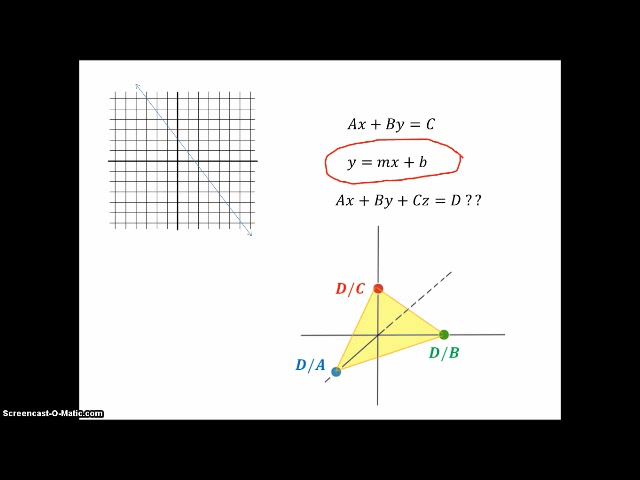 Ax + By = C
y = mx + b
Ax + By + Cz = D ??
D/C
D/B
D/A
Screencast-O-Matic.com